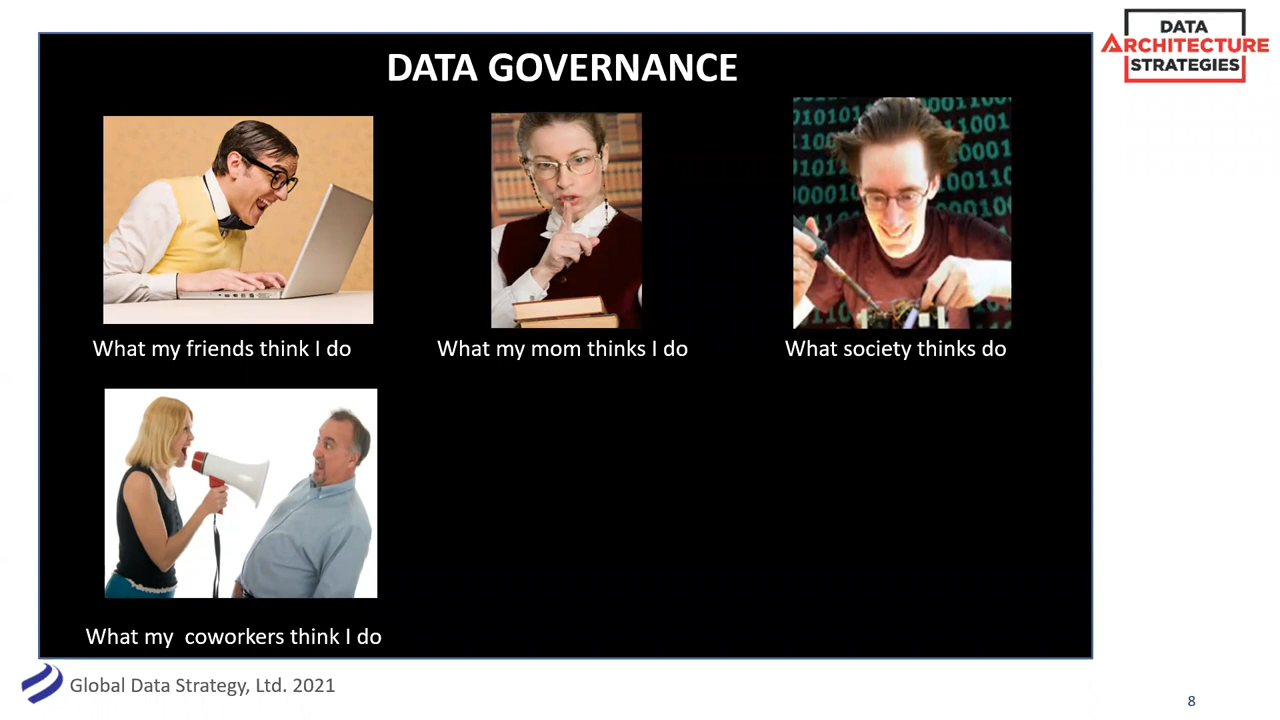 DATA GOVERNANCE
DATA
ARCHITECTURE
STRATEGIES
What my friends think I do
What my mom thinks I do
What society thinks do
What my  coworkers think I do
Global Data Strategy, Ltd. 2021
8